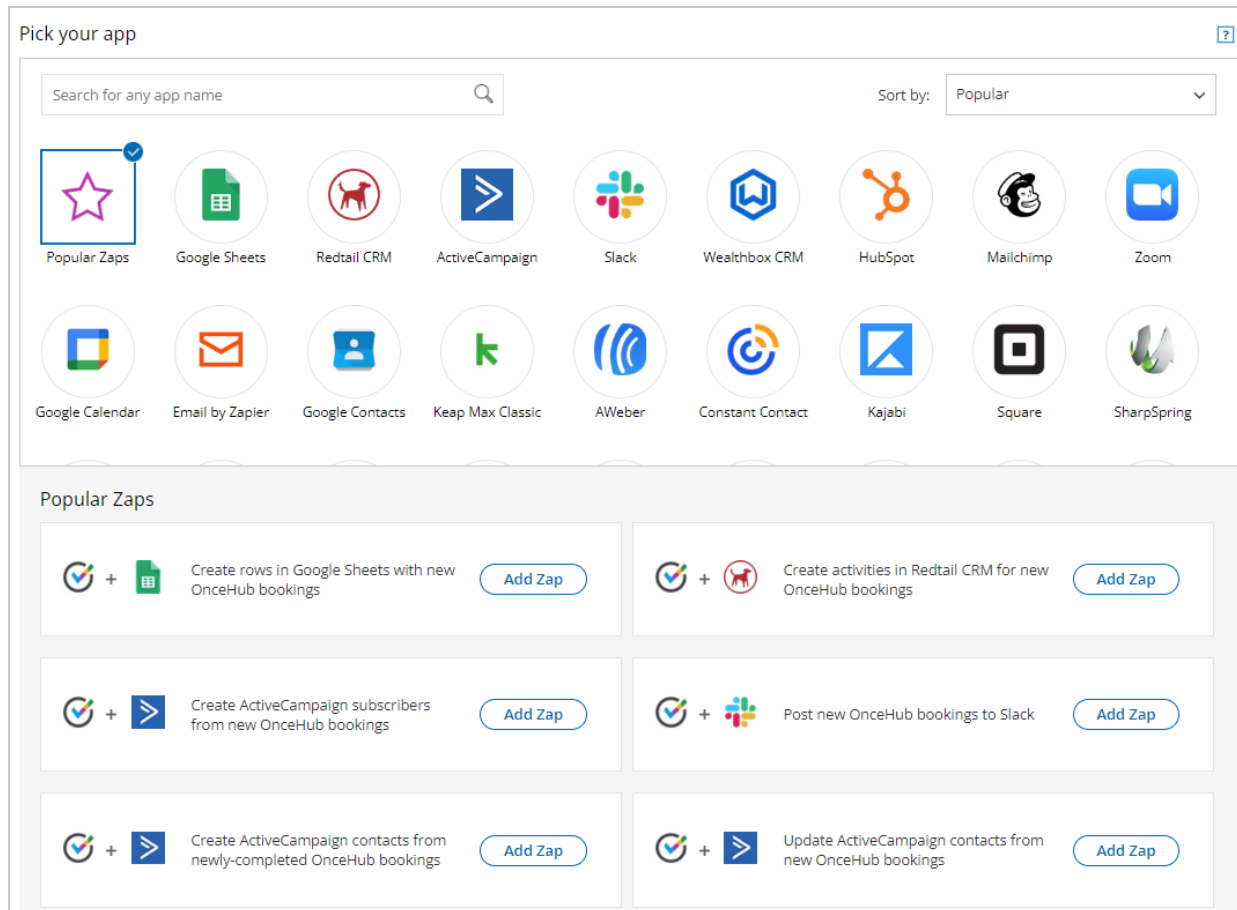 Pick your app
?
Search for any app name
Sort by:
Popular
Popular Zaps
Google Sheets
Redtail CRM
ActiveCampaign
Slack
Wealthbox CRM
HubSpot
Mailchimp
Zoom
Google Calendar
Email by Zapier
Google Contacts
Keap Max Classic
AWeber
Constant Contact
Kajabi
Square
SharpSpring
Popular Zaps
+
Create rows in Google Sheets with new
OnceHub bookings
Add Zap
+
Create activities in Redtail CRM for new
OnceHub bookings
Add Zap
+
Create ActiveCampaign subscribers
from new OnceHub bookings
Add Zap
+
Post new OnceHub bookings to Slack
Add Zap
+
Create ActiveCampaign contacts from
newly-completed OnceHub bookings
Add Zap
+
Update ActiveCampaign contacts from
new OnceHub bookings
Add Zap